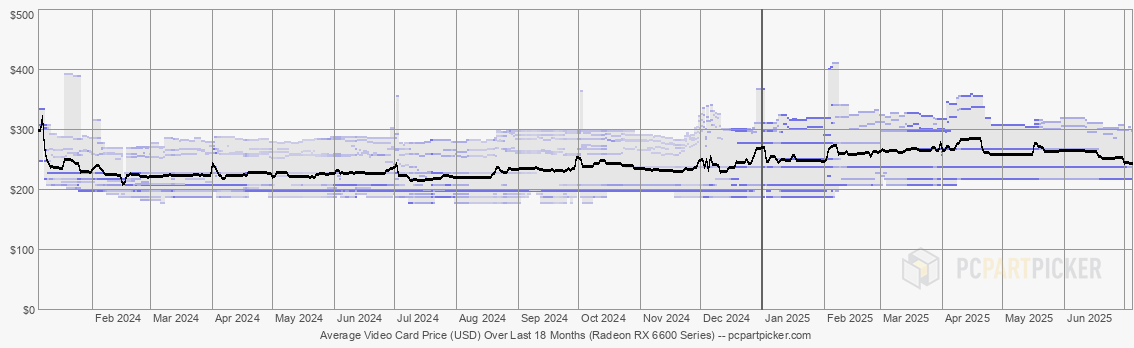 $500
$400
$300
$200
$100
$0
PCPARTPICKER
Feb 2024 Mar 2024 Apr 2024 May 2024 Jun 2024 Jul 2024 Aug 2024 Sep 2024 Oct 2024 Nov 2024 Dec 2024 Jan 2025 Feb 2025 Mar 2025 Apr 2025 May 2025 Jun 2025
Average Video Card Price (USD) Over Last 18 Months (Radeon RX 6600 Series) -- pcpartpicker.com